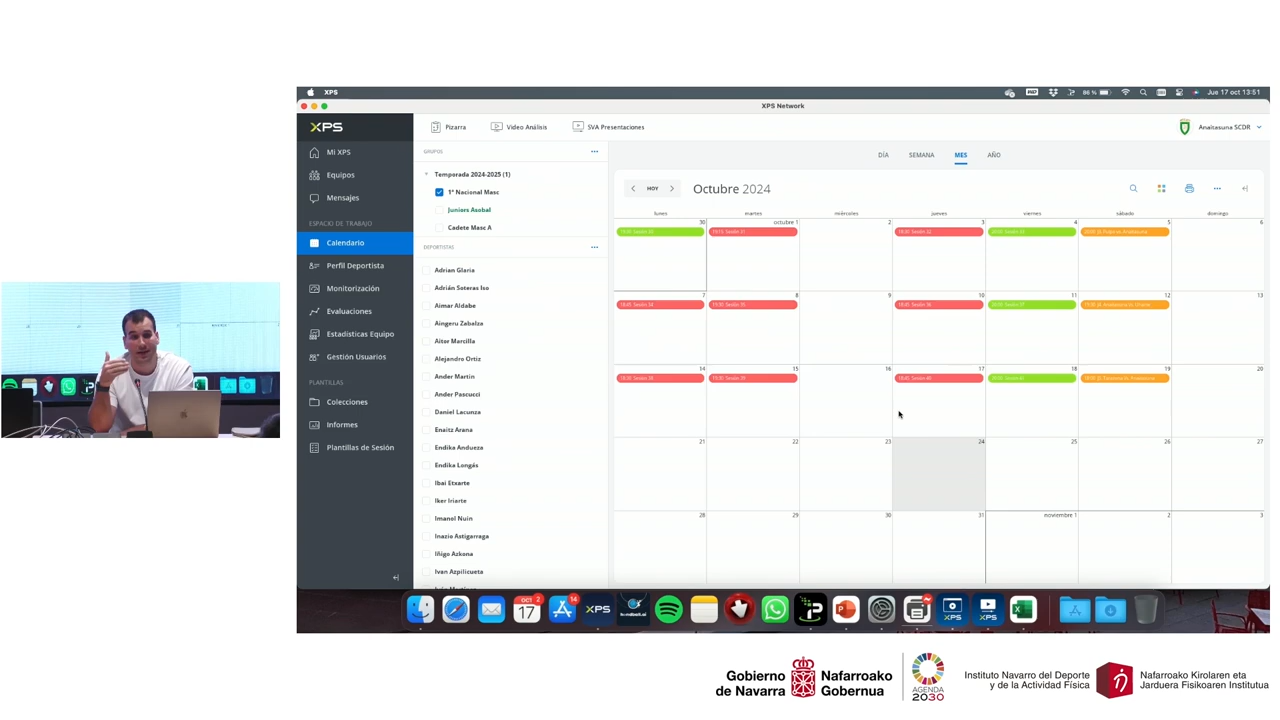 XPS
86 %
Jue 17 oct 13:51
XPS Network
XPS
Pizarra
Video Análisis
SVA Presentaciones
Anaitasuna SCDR
Mi XPS
Equipos
Mensajes
ESPACIO DE TRABAJO
Calendario
Perfil Deportista
Monitorización
Evaluaciones
Estadísticas Equipo
Gestión Usuarios
PLANTILLAS
Colecciones
Informes
Plantillas de Sesión
GRUPOS
Temporada 2024-2025 (1)
1ª Nacional Masc
Juniors Asobal
Cadete Masc A
DEPORTISTAS
Adrian Glaria
Adrián Soteras Iso
Aimar Aldabe
Aingeru Zabalza
Aitor Marcilla
Alejandro Ortiz
Ander Martin
Ander Pascucci
Daniel Lacunza
Enaitz Arana
Endika Andueza
Endika Longás
Ibai Etxarte
Iker Iriarte
Imanol Nuin
Inazio Astigarraga
Iñigo Azkona
Ivan Azpilicueta
DÍA SEMANA MES AÑO
HOY
Octubre 2024
lunes martes miércoles jueves viernes sábado domingo
30 octubre 1 2 3 4 5 6
7 8 9 10 11 12 13
14 15 16 17 18 19 20
21 22 23 24 25 26 27
28 29 30 31 noviembre 1 2 3
OCT 2
17
14
XPS
XPS
XPS
Gobierno
de Navarra
Nafarroako
Gobernua
AGENDA
2030
Instituto Navarro del Deporte
y de la Actividad Física
Nafarroako Kirolaren eta
Jarduera Fisikoaren Institutua